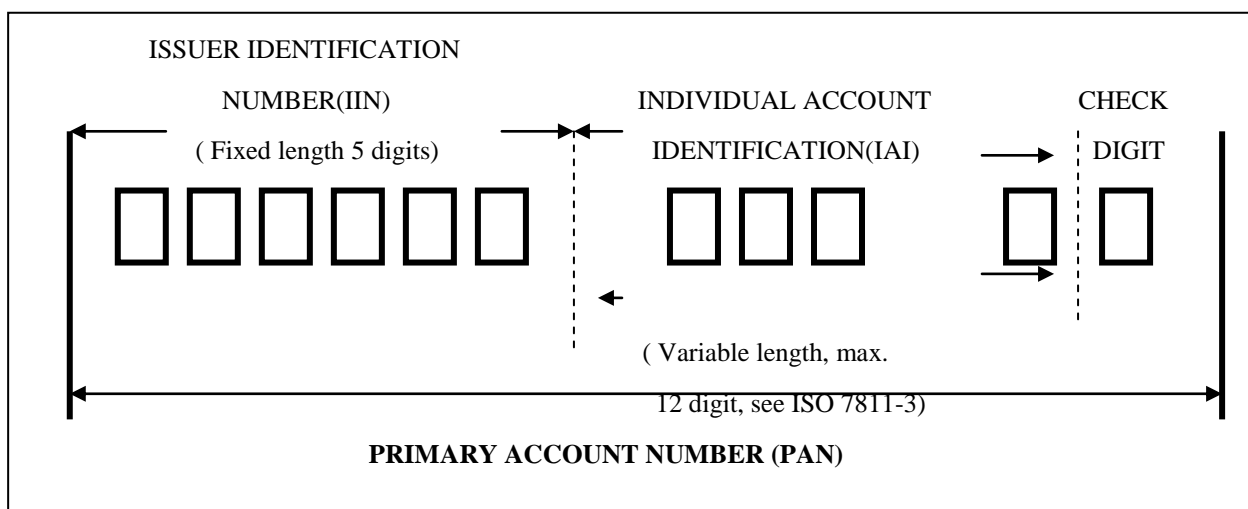 ISSUER IDENTIFICATION
NUMBER(IIN)
( Fixed length 5 digits)
INDIVIDUAL ACCOUNT
IDENTIFICATION(IAI)
CHECK
DIGIT
( Variable length, max.
12 digit, see ISO 7811-3)
PRIMARY ACCOUNT NUMBER (PAN)